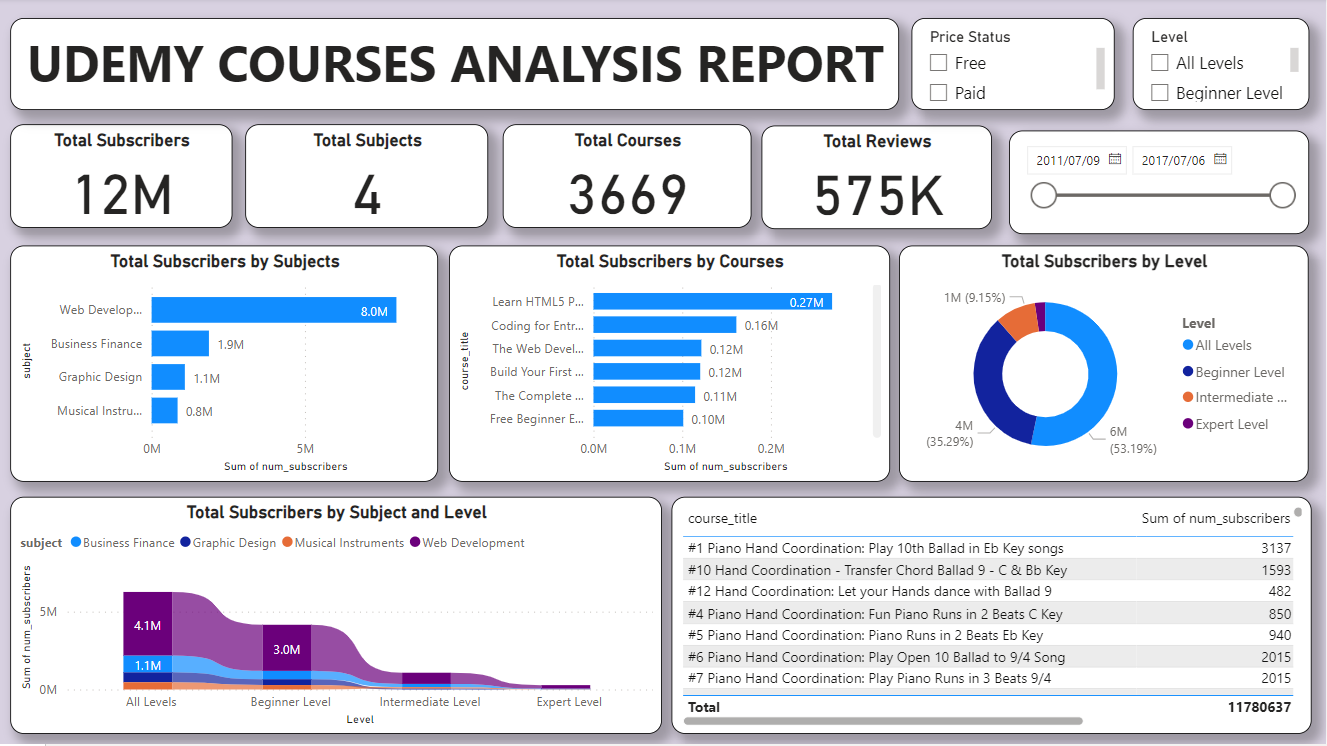 UDEMY COURSES ANALYSIS REPORT
Price Status
Free
Paid
Level
All Levels
Beginner Level
Total Subscribers
12M
Total Subjects
4
Total Courses
3669
Total Reviews
575K
2011/07/09 2017/07/06
Total Subscribers by Subjects
subject
Web Develop... 8.0M
Business Finance 1.9M
Graphic Design 1.1M
Musical Instru... 0.8M
0M 5M
Sum of num_subscribers
Total Subscribers by Courses
course_title
Learn HTML5 P... 0.27M
Coding for Entr... 0.16M
The Web Devel... 0.12M
Build Your First ... 0.12M
The Complete ... 0.11M
Free Beginner E... 0.10M
0.0M 0.1M 0.2M
Sum of num_subscribers
Total Subscribers by Level
1M (9.15%)
4M
(35.29%)
6M
(53.19%)
Level
All Levels
Beginner Level
Intermediate ...
Expert Level
Total Subscribers by Subject and Level
subject Business Finance Graphic Design Musical Instruments Web Development
Sum of num_subscribers
5M
0M
4.1M
1.1M
3.0M
All Levels Beginner Level Intermediate Level Expert Level
Level
course_title Sum of num_subscribers
#1 Piano Hand Coordination: Play 10th Ballad in Eb Key songs 3137
#10 Hand Coordination - Transfer Chord Ballad 9 - C & Bb Key 1593
#12 Hand Coordination: Let your Hands dance with Ballad 9 482
#4 Piano Hand Coordination: Fun Piano Runs in 2 Beats C Key 850
#5 Piano Hand Coordination: Piano Runs in 2 Beats Eb Key 940
#6 Piano Hand Coordination: Play Open 10 Ballad to 9/4 Song 2015
#7 Piano Hand Coordination: Play Piano Runs in 3 Beats 9/4 2015
Total 11780637